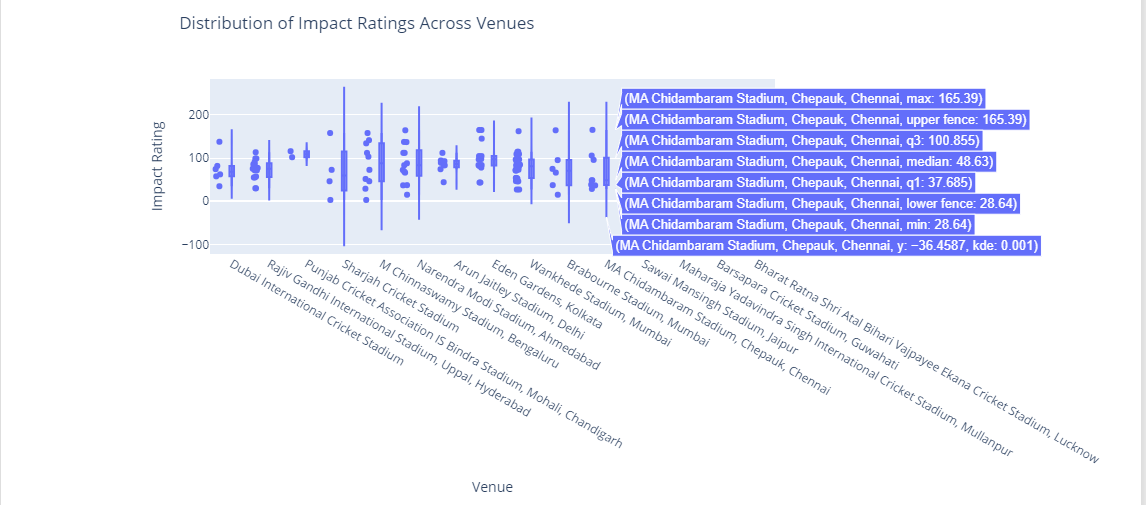 Distribution of Impact Ratings Across Venues
(MA Chidambaram Stadium, Chepauk, Chennai, max: 165.39)
(MA Chidambaram Stadium, Chepauk, Chennai, upper fence: 165.39)
(MA Chidambaram Stadium, Chepauk, Chennai, q3: 100.855)
(MA Chidambaram Stadium, Chepauk, Chennai, median: 48.63)
(MA Chidambaram Stadium, Chepauk, Chennai, q1: 37.685)
(MA Chidambaram Stadium, Chepauk, Chennai, lower fence: 28.64)
(MA Chidambaram Stadium, Chepauk, Chennai, min: 28.64)
(MA Chidambaram Stadium, Chepauk, Chennai, y: −36.4587, kde: 0.001)
Impact Rating
200
100
0
−100
Dubai International Cricket Stadium
Rajiv Gandhi International Stadium, Uppal, Hyderabad
Punjab Cricket Association IS Bindra Stadium, Mohali, Chandigarh
Sharjah Cricket Stadium
M Chinnaswamy Stadium, Bengaluru
Narendra Modi Stadium, Ahmedabad
Arun Jaitley Stadium, Delhi
Eden Gardens, Kolkata
Wankhede Stadium, Mumbai
Brabourne Stadium, Mumbai
MA Chidambaram Stadium, Chepauk, Chennai
Sawai Mansingh Stadium, Jaipur
Maharaja Yadavindra Singh International Cricket Stadium, Mullanpur
Barsapara Cricket Stadium, Guwahati
Bharat Ratna Shri Atal Bihari Vajpayee Ekana Cricket Stadium, Lucknow
Venue